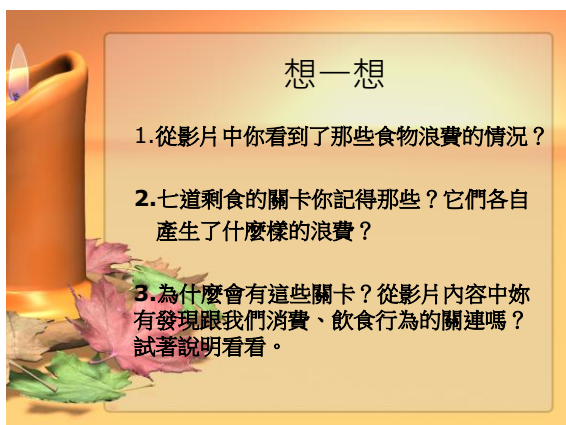 想一想
1.從影片中你看到了那些食物浪費的情況？
2.七道剩食的關卡你記得那些？它們各自
產生了什麼樣的浪費？
3.為什麼會有這些關卡？從影片內容中妳
有發現跟我們消費、飲食行為的關連嗎？
試著說明看看。